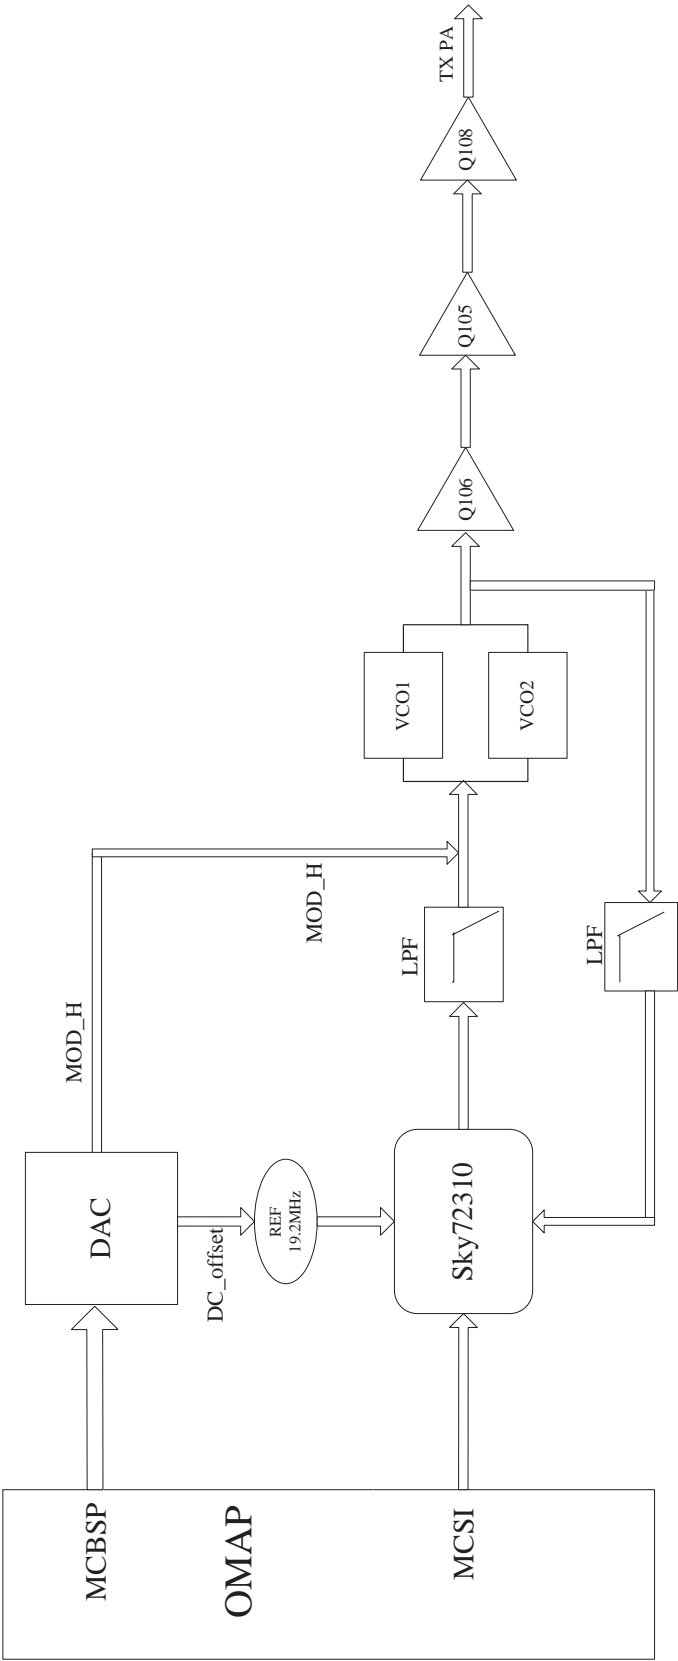 MCBSP
OMAP
MCSI
DAC
DC_offset
REF
19.2MHz
Sky72310
MOD_H
MOD_H
LPF
LPF
VCO1
VCO2
Q106
Q105
Q108
TX PA